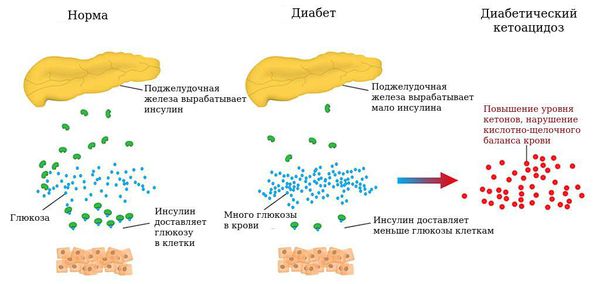 Норма
Диабет
Диабетический
кетоацидоз
Поджелудочная
железа вырабатывает
инсулин
Поджелудочная
железа вырабатывает
мало инсулина
Повышение уровня
кетонов, нарушение
кислотно-щелочного
баланса крови
Глюкоза
Инсулин
доставляет
глюкозу
в клетки
Много глюкозы
в крови
Инсулин доставляет
меньше глюкозы клеткам